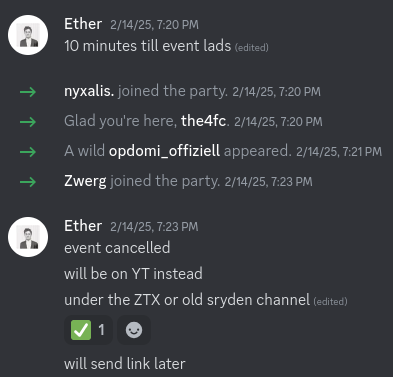 Ether 2/14/25, 7:20 PM
10 minutes till event lads (edited)
nyxalis. joined the party. 2/14/25, 7:20 PM
Glad you're here, the4fc. 2/14/25, 7:20 PM
A wild opdomi_offiziell appeared. 2/14/25, 7:21 PM
Zwerg joined the party. 2/14/25, 7:23 PM
Ether 2/14/25, 7:23 PM
event cancelled
will be on YT instead
under the ZTX or old sryden channel (edited)
1
will send link later